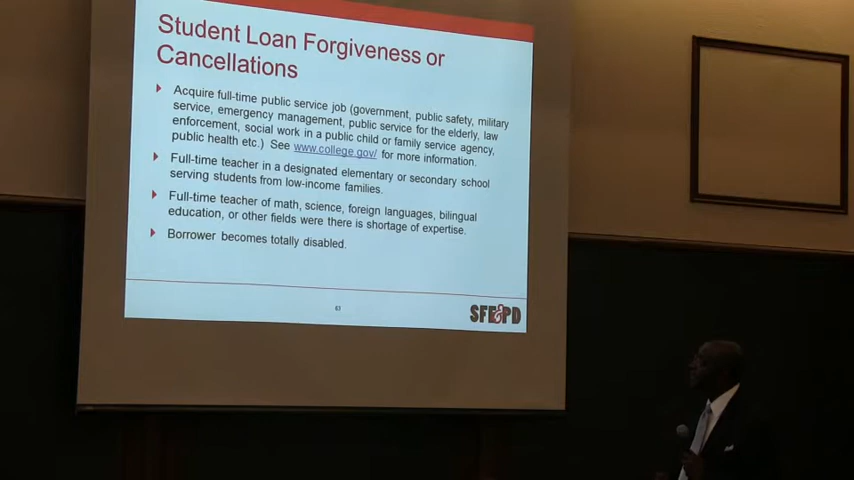 Student Loan Forgiveness or
Cancellations
Acquire full-time public service job (government, public safety, military
service, emergency management, public service for the elderly, law
enforcement, social work in a public child or family service agency,
public health etc.) See www.college.gov/ for more information.
Full-time teacher in a designated elementary or secondary school
serving students from low-income families.
Full-time teacher of math, science, foreign languages, bilingual
education, or other fields were there is shortage of expertise.
Borrower becomes totally disabled.
63
SFE&PD